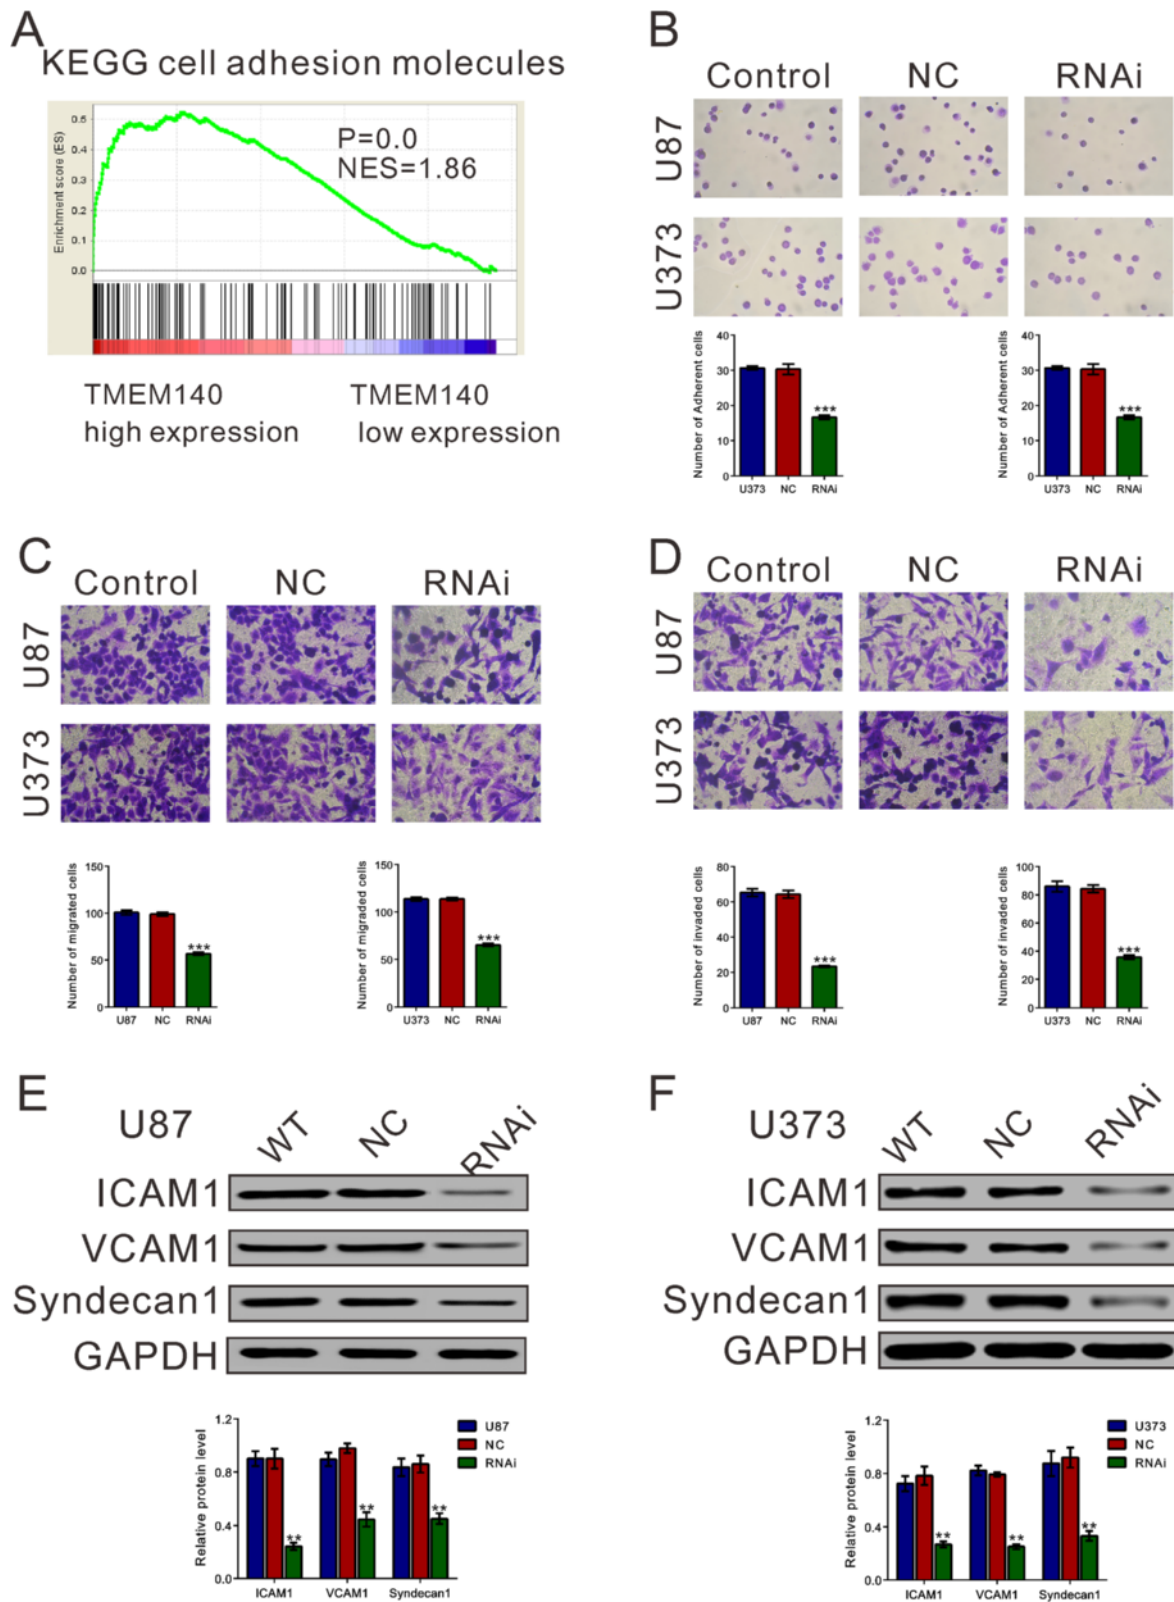 A
KEGG cell adhesion molecules
Enrichment score (ES)
0.5
0.4
0.3
0.2
0.1
0.0
P=0.0
NES=1.86
TMEM140
high expression
TMEM140
low expression
B
Control NC RNAi
U87
U373
Number of Adherent cells
40
30
20
10
0
***
U373 NC RNAi
Number of Adherent cells
40
30
20
10
0
***
U373 NC RNAi
C
Control NC RNAi
U87
U373
Number of migrated cells
150
100
50
0
***
U87 NC RNAi
Number of migraded cells
150
100
50
0
***
U373 NC RNAi
D
Control NC RNAi
U87
U373
Number of invaded cells
80
60
40
20
0
***
U87 NC RNAi
Number of invaded cells
100
80
60
40
20
0
***
U373 NC RNAi
E
U87
WT NC RNAi
ICAM1
VCAM1
Syndecan1
GAPDH
Relative protein level
1.2
0.8
0.4
0.0
** ** **
ICAM1 VCAM1 Syndecan1
U87
NC
RNAi
F
U373
WT NC RNAi
ICAM1
VCAM1
Syndecan1
GAPDH
Relative protein level
1.2
0.8
0.4
0.0
** ** **
ICAM1 VCAM1 Syndecan1
U373
NC
RNAi